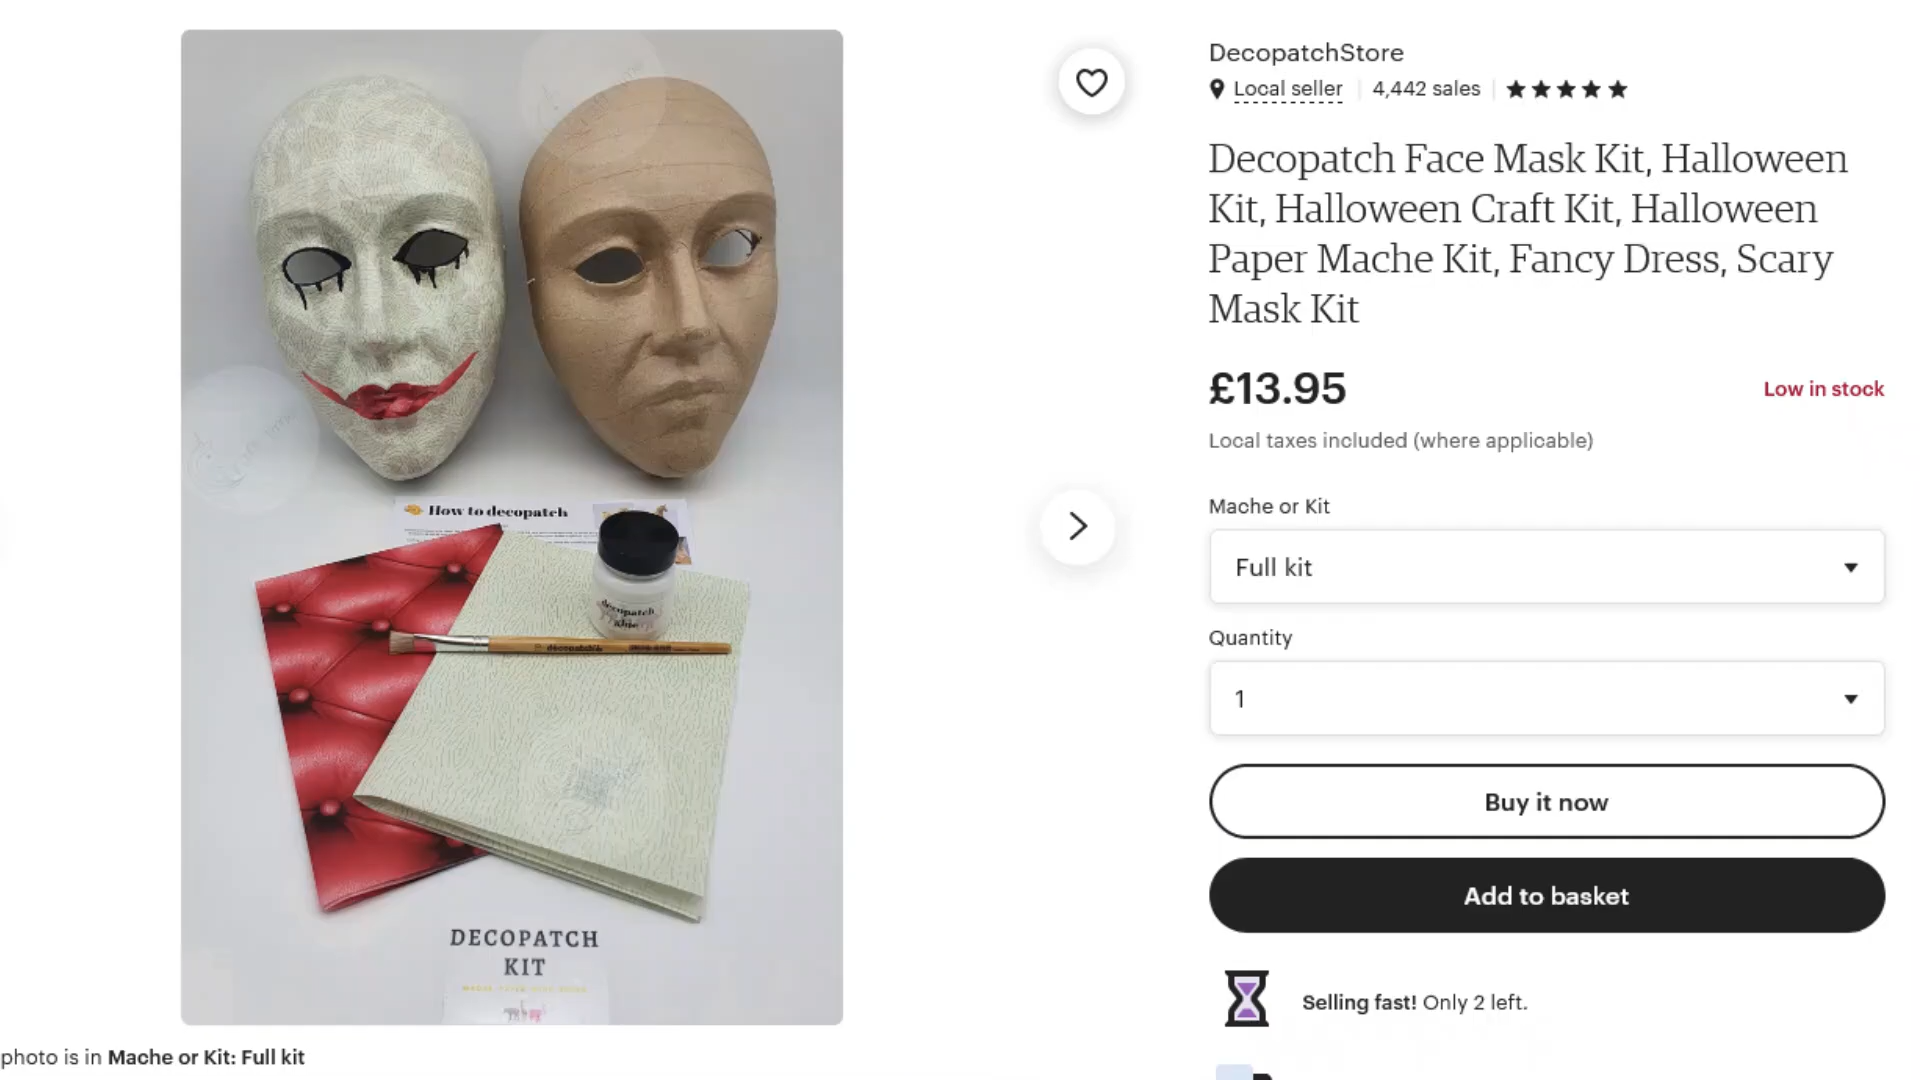 DecopatchStore
Local seller
4,442 sales
Decopatch Face Mask Kit, Halloween
Kit, Halloween Craft Kit, Halloween
Paper Mache Kit, Fancy Dress, Scary
Mask Kit
£13.95
Low in stock
Local taxes included (where applicable)
Mache or Kit
Full kit
Quantity
1
Buy it now
Add to basket
Selling fast! Only 2 left.
How to decopatch
decopatch
glue
decopatch
DECOPATCH
KIT
photo is in Mache or Kit: Full kit